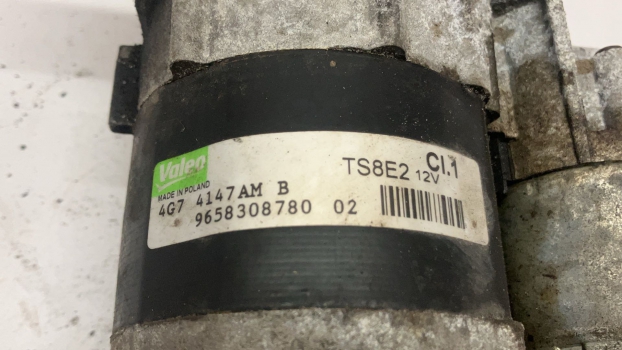 Valeo
MADE IN POLAND
TS8E2 12V Cl.1
4G7 4147AM B
9658308780 02